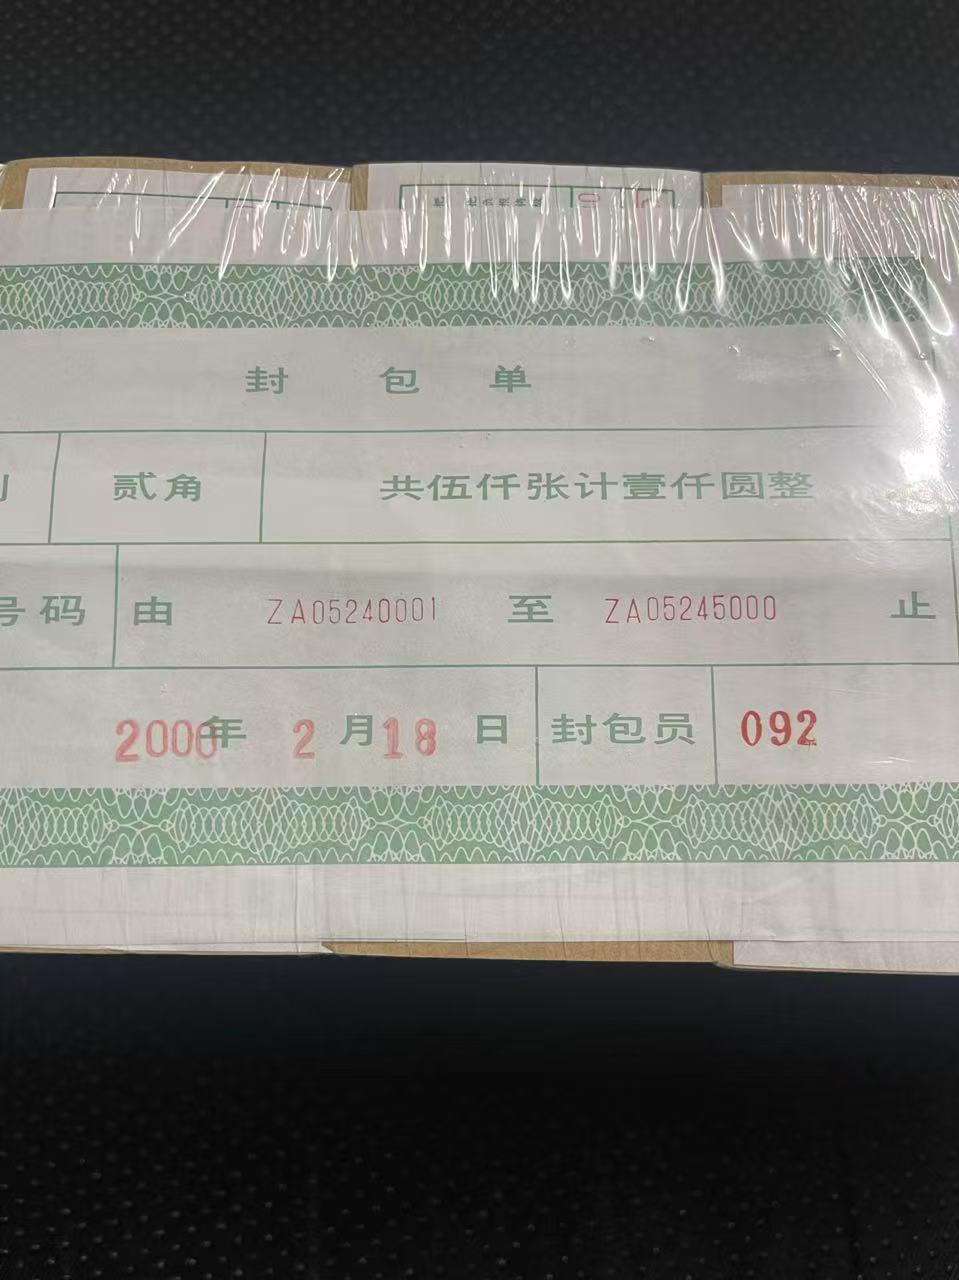 封包单
贰角 共伍仟张计壹仟圆整
号码 由 ZA05240001 至 ZA05245000 止
2000年 2月18日 封包员 092